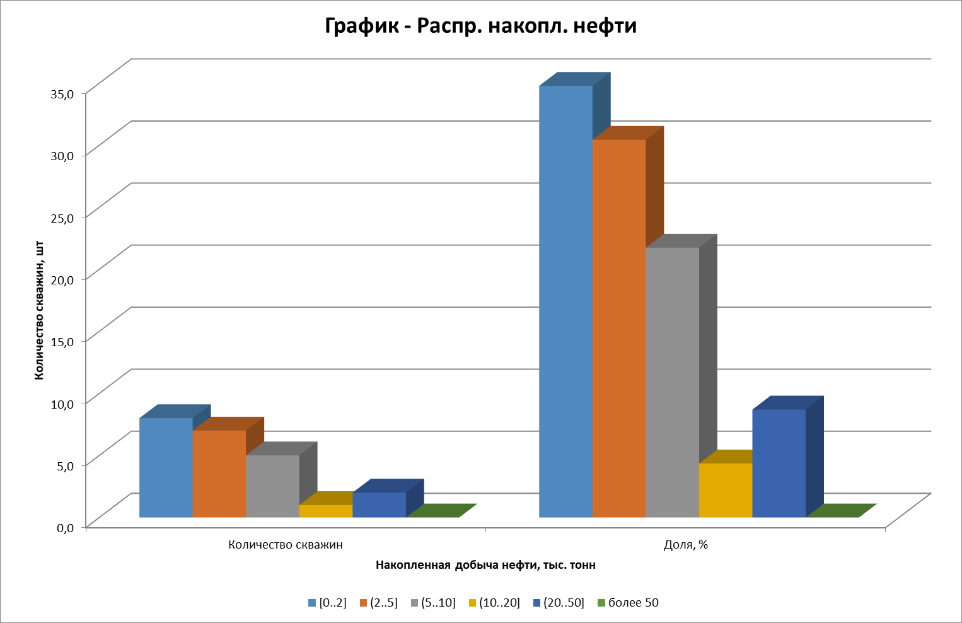 График - Распр. накопл. нефти
35,0
30,0
25,0
20,0
15,0
10,0
5,0
0,0
Количество скважин, шт
Количество скважин
Доля, %
Накопленная добыча нефти, тыс. тонн
[0..2] (2..5] (5..10] (10..20] (20..50] более 50